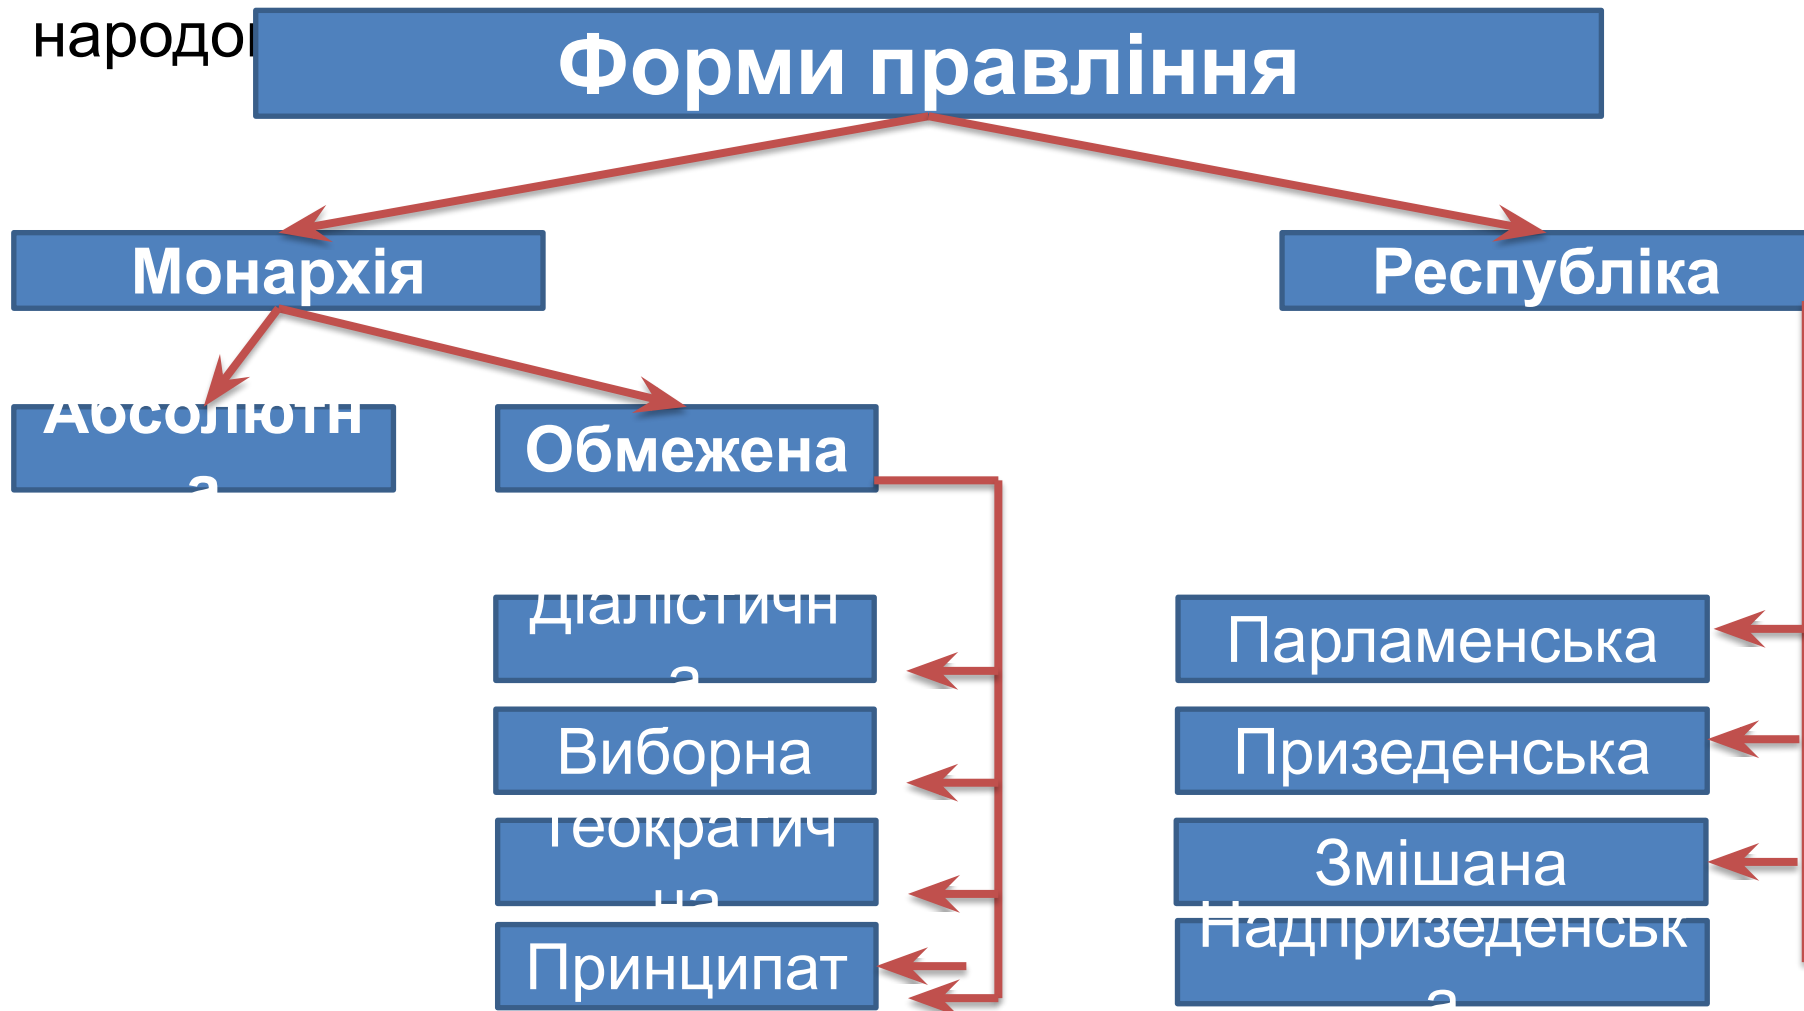 народо
Форми правління
Монархія
Республіка
Абсолютн
а
Обмежена
Діалістичн
а
Парламенська
Виборна
Призеденська
Теократич
на
Змішана
Принципат
Надпризеденськ
а